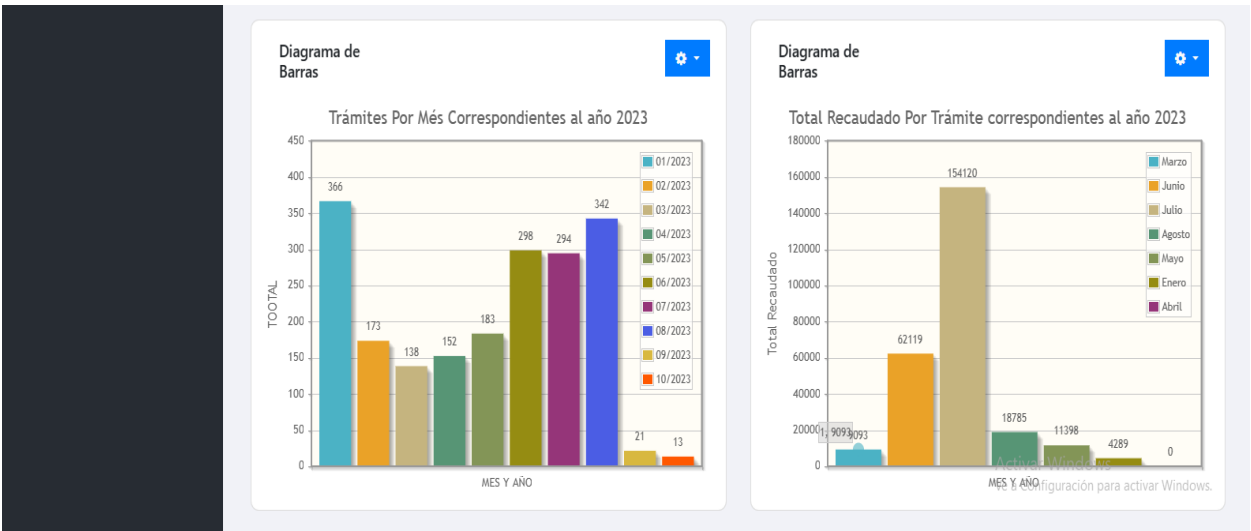 Diagrama de
Barras
Trámites Por Més Correspondientes al año 2023
TOOTAL
450
400
350
300
250
200
150
100
50
0
366
173
138
152
183
298
294
342
21
13
01/2023
02/2023
03/2023
04/2023
05/2023
06/2023
07/2023
08/2023
09/2023
10/2023
MES Y AÑO
Diagrama de
Barras
Total Recaudado Por Trámite correspondientes al año 2023
Total Recaudado
180000
160000
140000
120000
100000
80000
60000
40000
20000
0
1, 9093
9093
62119
154120
18785
11398
4289
0
Marzo
Junio
Julio
Agosto
Mayo
Enero
Abril
MES Y AÑO
Activar Windows
Ve a Configuración para activar Windows.